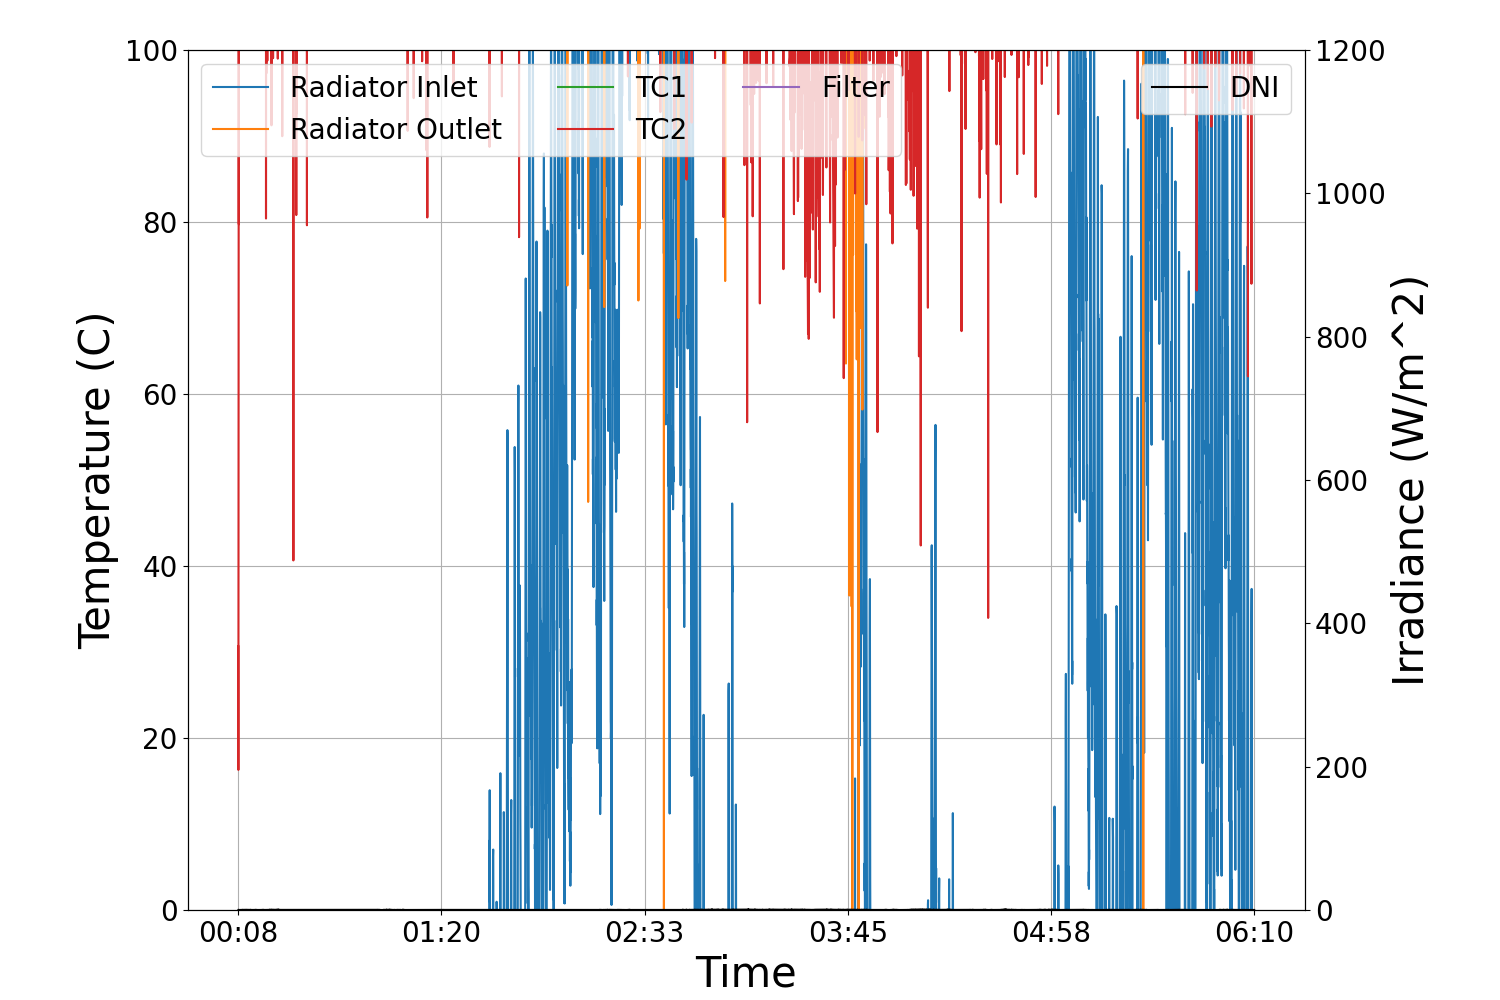 Radiator Inlet
Radiator Outlet
TC1
TC2
Filter
DNI
Temperature (C)
100
80
60
40
20
0
Irradiance (W/m^2)
1200
1000
800
600
400
200
0
00:08 01:20 02:33 03:45 04:58 06:10
Time